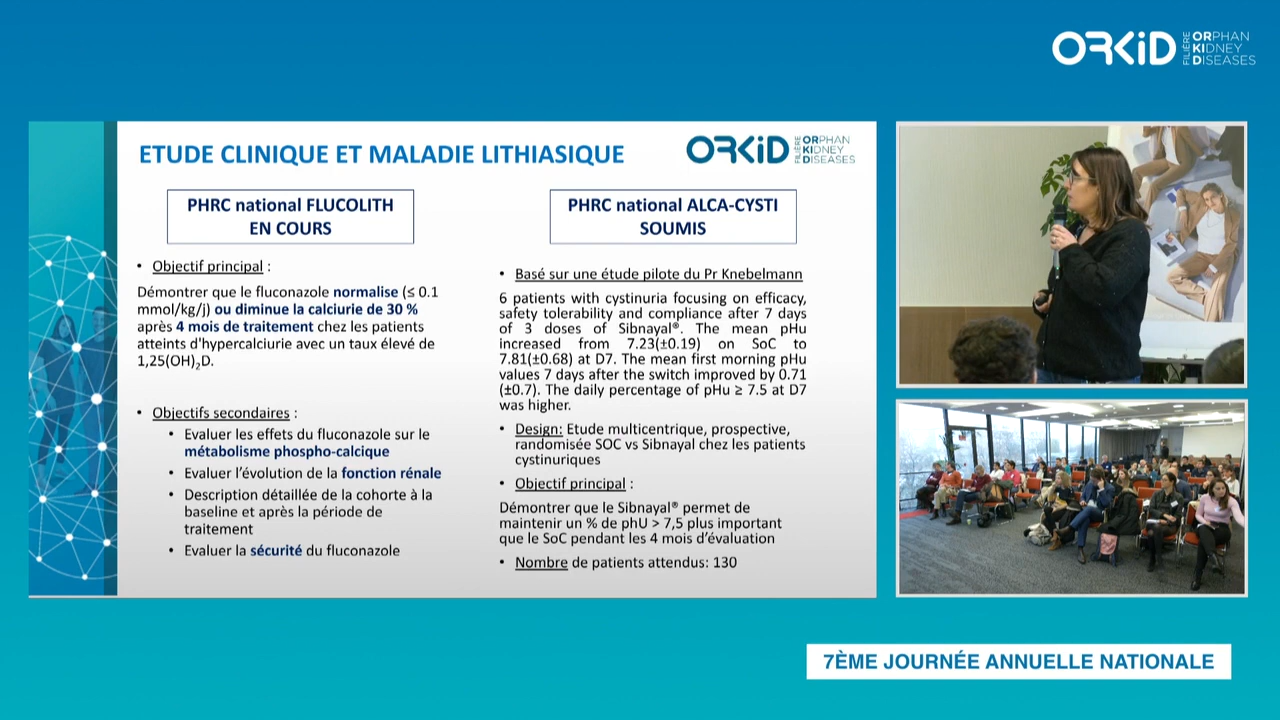 ORKiD
FILIÈRE
ORPHAN
KIDNEY
DISEASES
ETUDE CLINIQUE ET MALADIE LITHIASIQUE
ORKiD
FILIÈRE
ORPHAN
KIDNEY
DISEASES
PHRC national FLUCOLITH
EN COURS
• Objectif principal :
Démontrer que le fluconazole normalise (≤ 0.1
mmol/kg/j) ou diminue la calciurie de 30 %
après 4 mois de traitement chez les patients
atteints d'hypercalciurie avec un taux élevé de
1,25(OH)₂D.
• Objectifs secondaires :
• Evaluer les effets du fluconazole sur le
métabolisme phospho-calcique
• Evaluer l’évolution de la fonction rénale
• Description détaillée de la cohorte à la
baseline et après la période de
traitement
• Evaluer la sécurité du fluconazole
PHRC national ALCA-CYSTI
SOUMIS
• Basé sur une étude pilote du Pr Knebelmann
6 patients with cystinuria focusing on efficacy,
safety tolerability and compliance after 7 days
of 3 doses of Sibnayal®. The mean pHu
increased from 7.23(±0.19) on SoC to
7.81(±0.68) at D7. The mean first morning pHu
values 7 days after the switch improved by 0.71
(±0.7). The daily percentage of pHu ≥ 7.5 at D7
was higher.
• Design: Etude multicentrique, prospective,
randomisée SOC vs Sibnayal chez les patients
cystinuriques
• Objectif principal :
Démontrer que le Sibnayal® permet de
maintenir un % de phU > 7,5 plus important
que le SoC pendant les 4 mois d’évaluation
• Nombre de patients attendus: 130
7ÈME JOURNÉE ANNUELLE NATIONALE